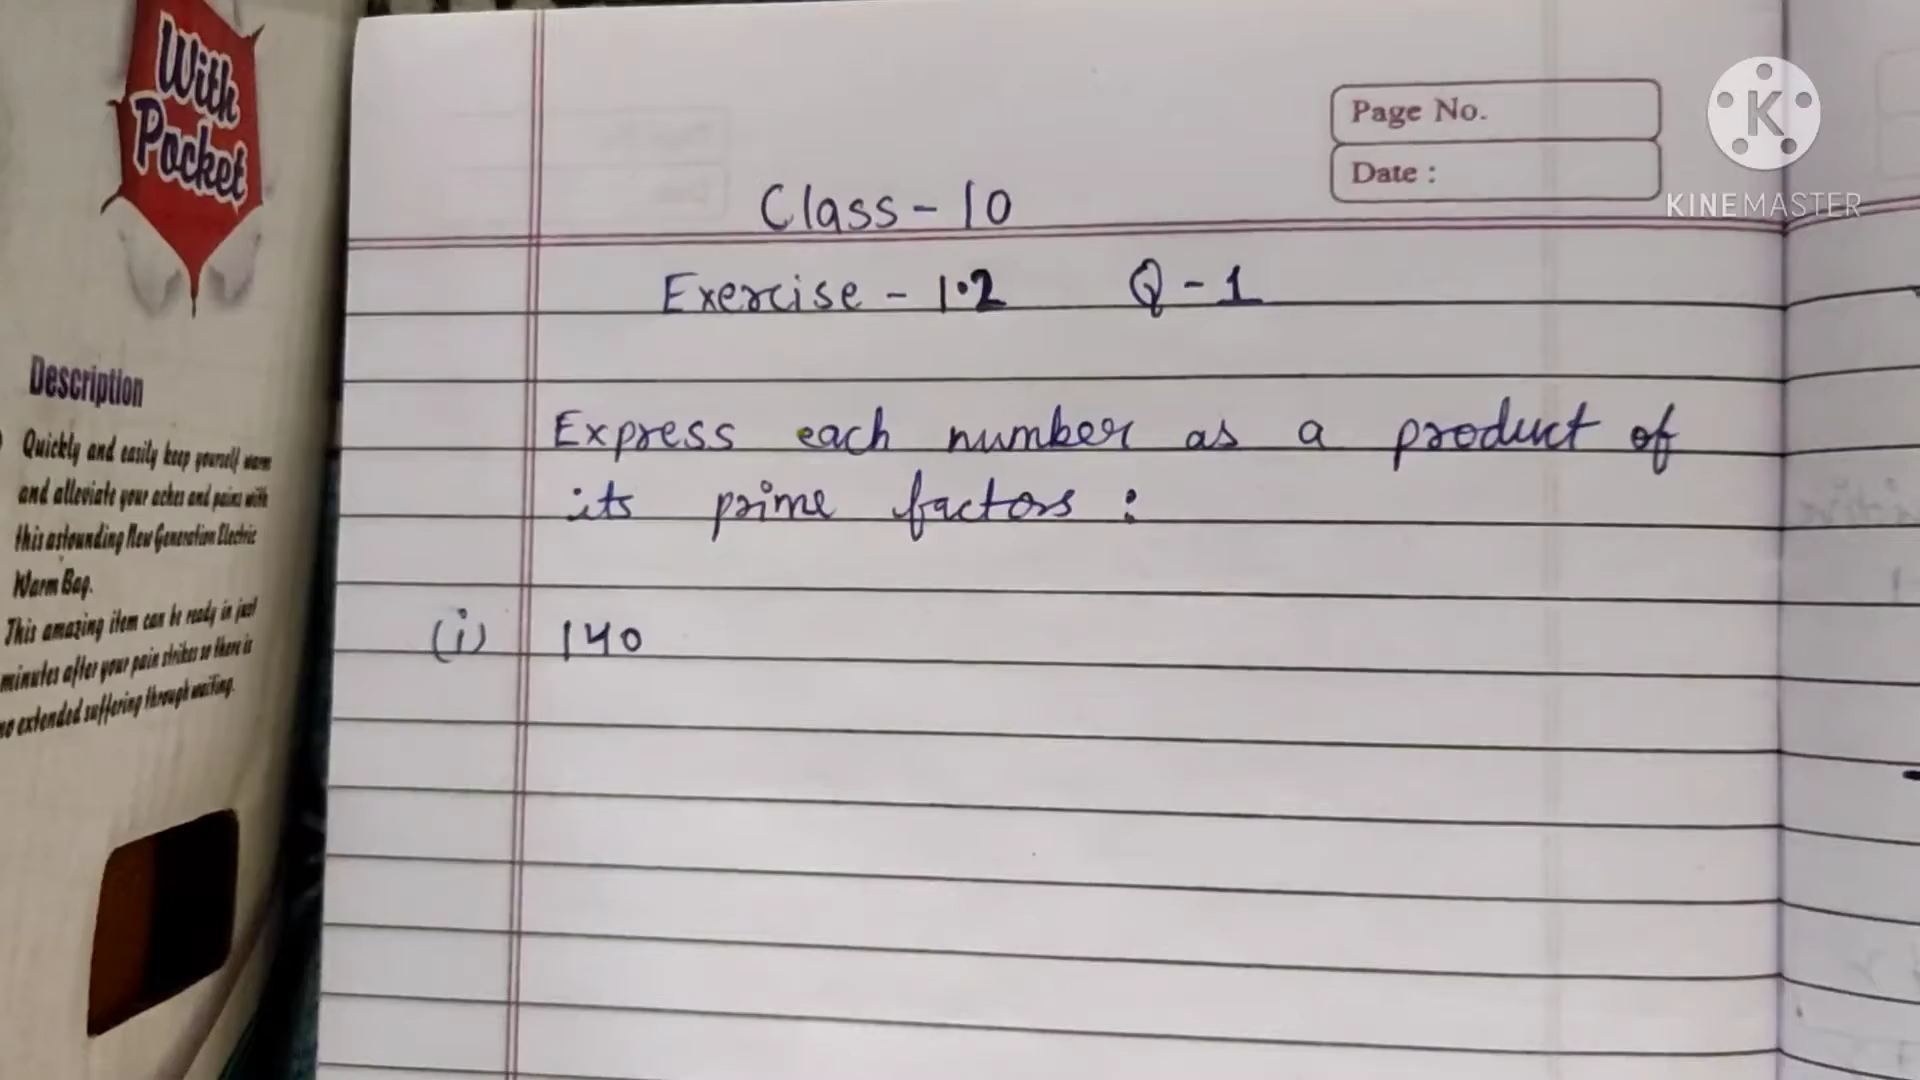 With
Pocket
Description
Quickly and easily keep yourself warm
and alleviate your aches and pains with
this astounding New Generation Electric
Warm Bag.
This amazing item can be ready in just
minutes after your pain strikes so there is
no extended suffering through waiting.
Page No.
Date :
K
KINEMASTER
Class - 10
Exercise - 1.2 Q - 1
Express each number as a product of
its prime factors :
(i) 140